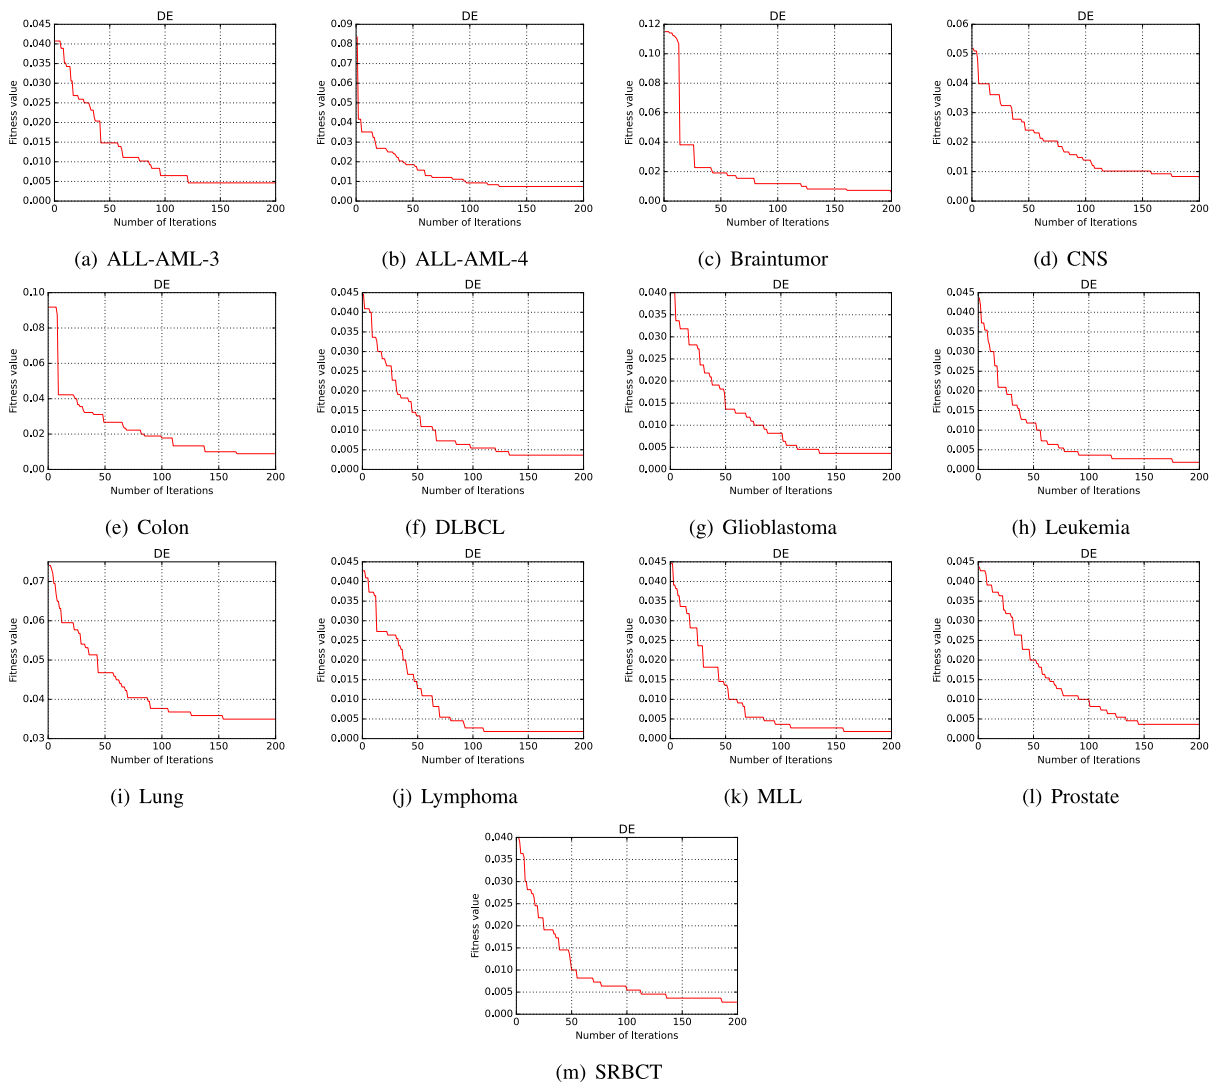 DE DE DE DE
0.045 0.09 0.12 0.06
0.040 0.08 0.10 0.05
0.035 0.07 0.08 0.04
0.030 0.06 0.06 0.03
0.025 0.05 0.04 0.02
0.020 0.04 0.02 0.01
0.015 0.03 0.00 0.00
0.010 0.02
0.005 0.01
0.000 0.00
Fitness value Fitness value Fitness value Fitness value
0 50 100 150 200 0 50 100 150 200 0 50 100 150 200 0 50 100 150 200
Number of Iterations Number of Iterations Number of Iterations Number of Iterations
(a) ALL-AML-3 (b) ALL-AML-4 (c) Braintumor (d) CNS
DE DE DE DE
0.10 0.045 0.040 0.045
0.08 0.040 0.035 0.040
0.06 0.035 0.030 0.035
0.04 0.030 0.025 0.030
0.02 0.025 0.020 0.025
0.00 0.020 0.015 0.020
0.015 0.010 0.015
0.010 0.005 0.010
0.005 0.000 0.005
0.000 0.000
Fitness value Fitness value Fitness value Fitness value
0 50 100 150 200 0 50 100 150 200 0 50 100 150 200 0 50 100 150 200
Number of Iterations Number of Iterations Number of Iterations Number of Iterations
(e) Colon (f) DLBCL (g) Glioblastoma (h) Leukemia
DE DE DE DE
0.07 0.045 0.045 0.045
0.06 0.040 0.040 0.040
0.05 0.035 0.035 0.035
0.04 0.030 0.030 0.030
0.03 0.025 0.025 0.025
0.020 0.020 0.020
0.015 0.015 0.015
0.010 0.010 0.010
0.005 0.005 0.005
0.000 0.000 0.000
Fitness value Fitness value Fitness value Fitness value
0 50 100 150 200 0 50 100 150 200 0 50 100 150 200 0 50 100 150 200
Number of Iterations Number of Iterations Number of Iterations Number of Iterations
(i) Lung (j) Lymphoma (k) MLL (l) Prostate
DE
0.040
0.035
0.030
0.025
0.020
0.015
0.010
0.005
0.000
Fitness value
0 50 100 150 200
Number of Iterations
(m) SRBCT